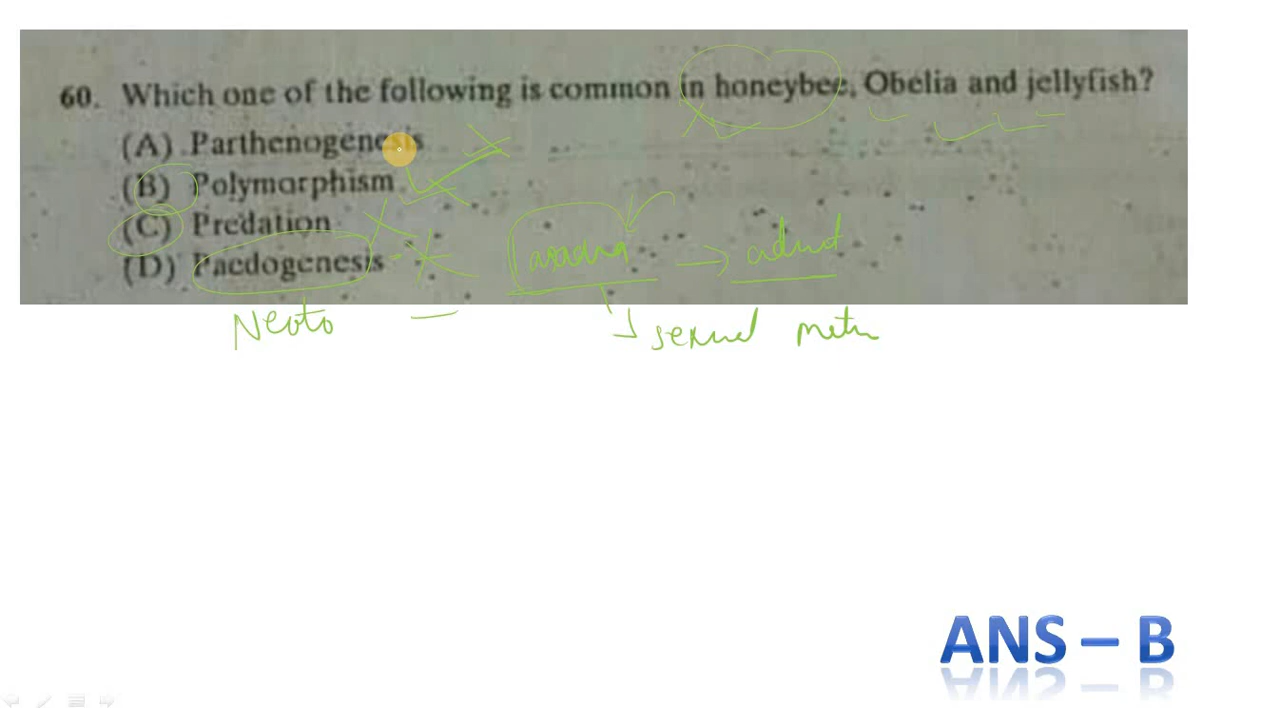 60. Which one of the following is common in honeybee, Obelia and jellyfish?
(A) Parthenogenesis
(B) Polymorphism
(C) Predation
(D) Paedogenesis
→ adult
Neoto
sexual
ANS – B